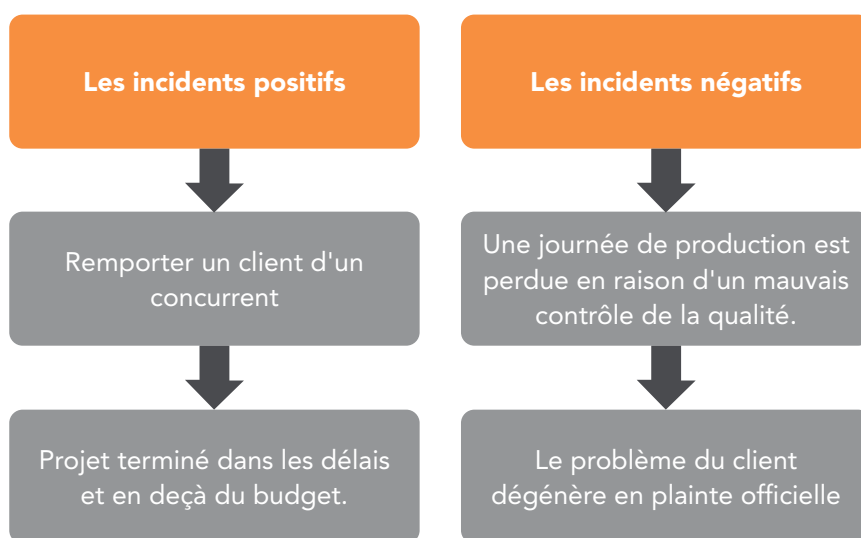 Les incidents positifs
Remporter un client d'un
concurrent
Projet terminé dans les délais
et en deçà du budget.
Les incidents négatifs
Une journée de production est
perdue en raison d'un mauvais
contrôle de la qualité.
Le problème du client
dégénère en plainte officielle